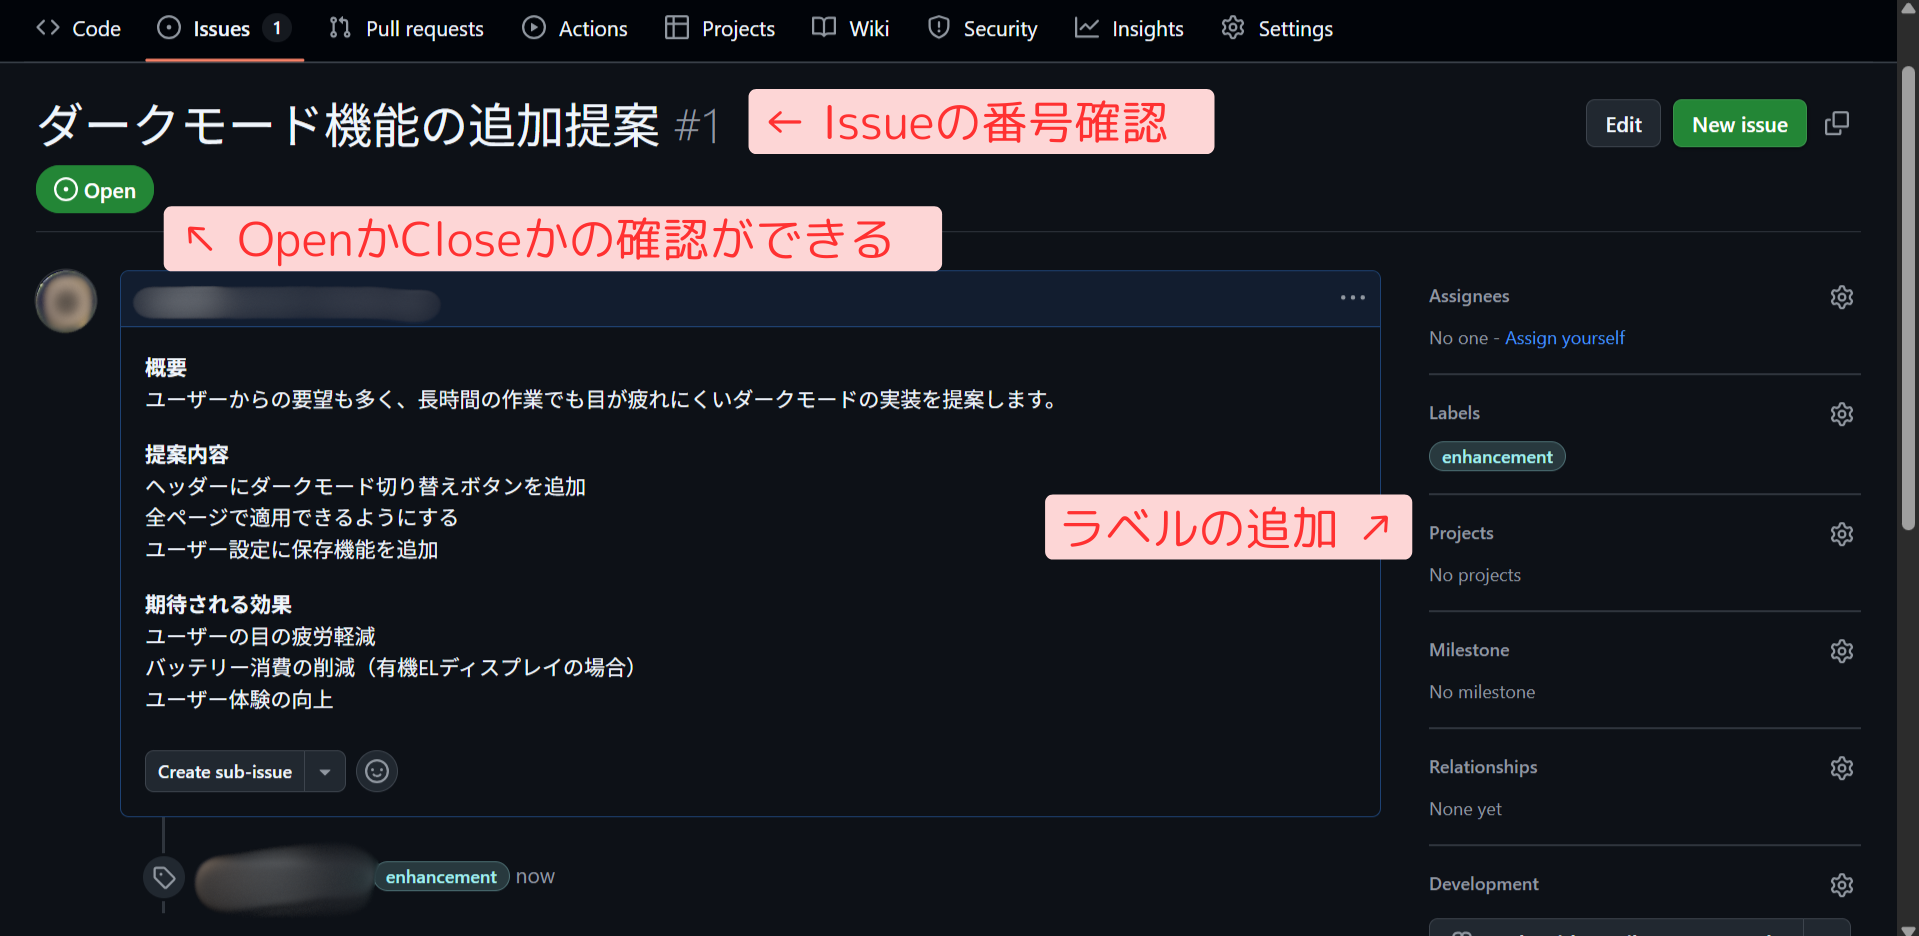 Code Issues 1 Pull requests Actions Projects Wiki Security Insights Settings
ダークモード機能の追加提案 #1
← Issueの番号確認
Edit New issue
Open
↖ OpenかCloseかの確認ができる
概要
ユーザーからの要望も多く、長時間の作業でも目が疲れにくいダークモードの実装を提案します。
提案内容
ヘッダーにダークモード切り替えボタンを追加
全ページで適用できるようにする
ユーザー設定に保存機能を追加
期待される効果
ユーザーの目の疲労軽減
バッテリー消費の削減（有機ELディスプレイの場合）
ユーザー体験の向上
Create sub-issue
enhancement now
Assignees
No one - Assign yourself
Labels
enhancement
ラベルの追加 ↗
Projects
No projects
Milestone
No milestone
Relationships
None yet
Development